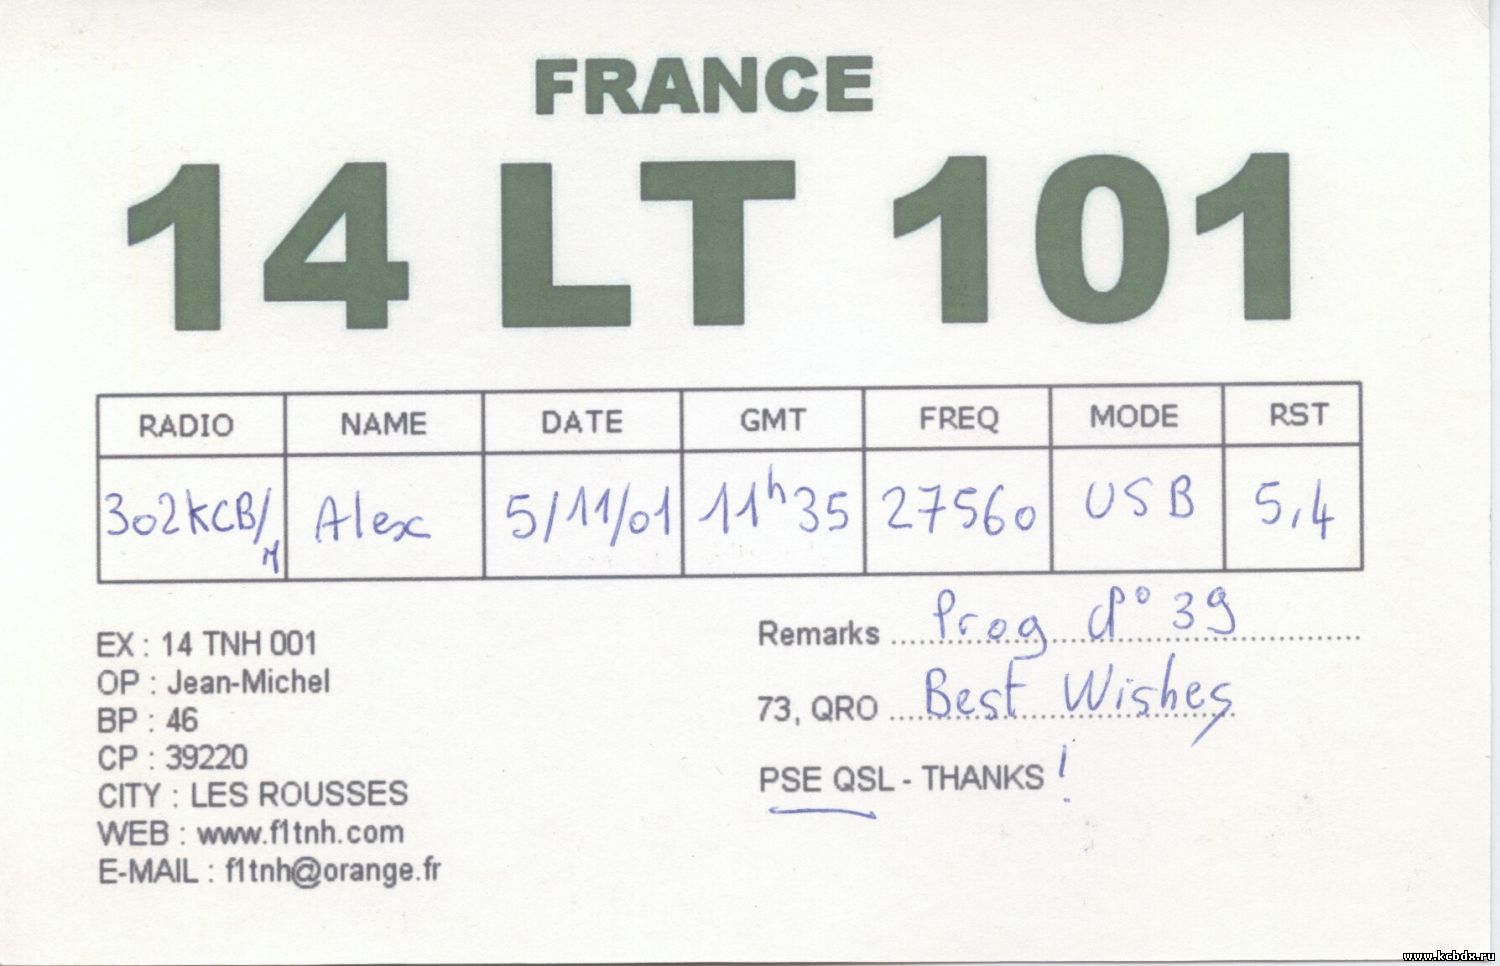 FRANCE
14 LT 101
RADIO NAME DATE GMT FREQ MODE RST
302KCB/M Alex 5/11/01 11h35 27560 USB 5,4
EX : 14 TNH 001
OP : Jean-Michel
BP : 46
CP : 39220
CITY : LES ROUSSES
WEB : www.f1tnh.com
E-MAIL : f1tnh@orange.fr
Remarks Prog d° 39
73, QRO Best Wishes
PSE QSL - THANKS !
www.kcbdx.ru